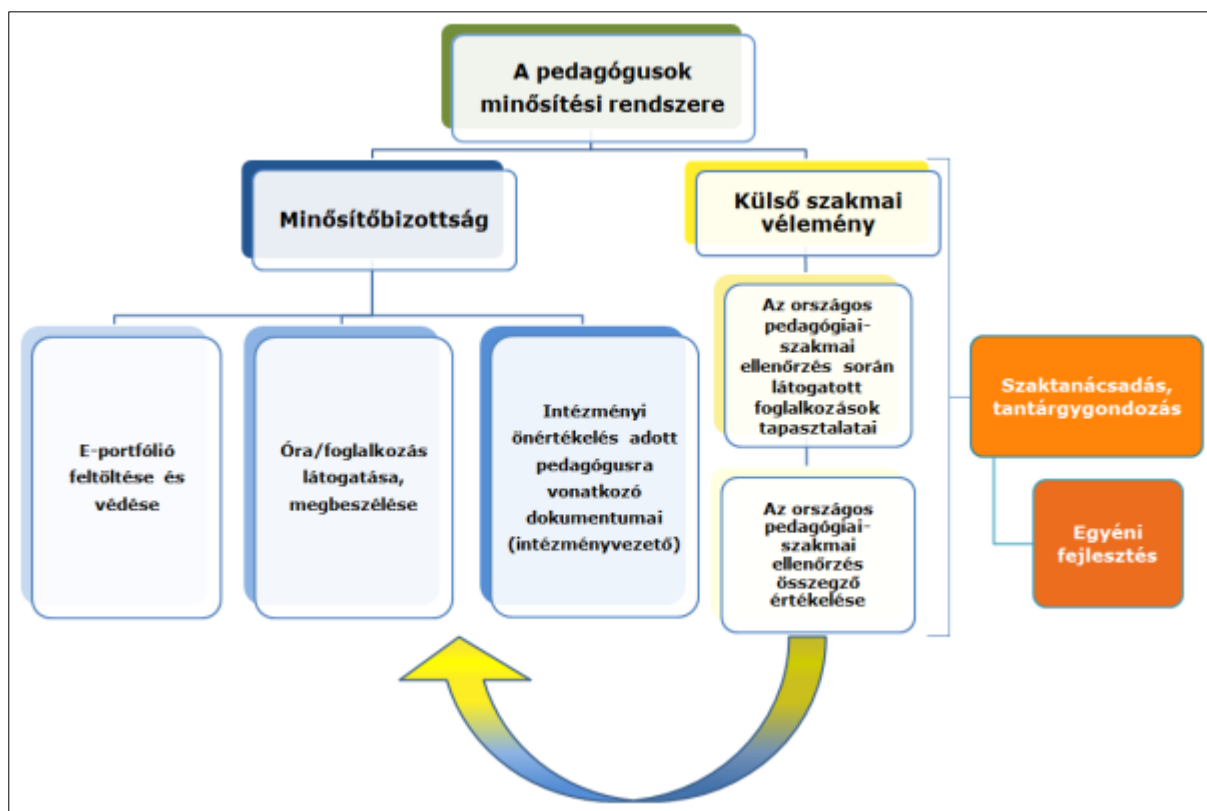 A pedagógusok
minősítési rendszere
Minősítőbizottság
Külső szakmai
vélemény
E-portfólió
feltöltése és
védése
Óra/foglalkozás
látogatása,
megbeszélése
Intézményi
önértékelés adott
pedagógusra
vonatkozó
dokumentumai
(intézményvezető)
Az országos
pedagógiai-
szakmai
ellenőrzés során
látogatott
foglalkozások
tapasztalatai
Az országos
pedagógiai-
szakmai
ellenőrzés
összegző
értékelése
Szaktanácsadás,
tantárgygondozás
Egyéni
fejlesztés